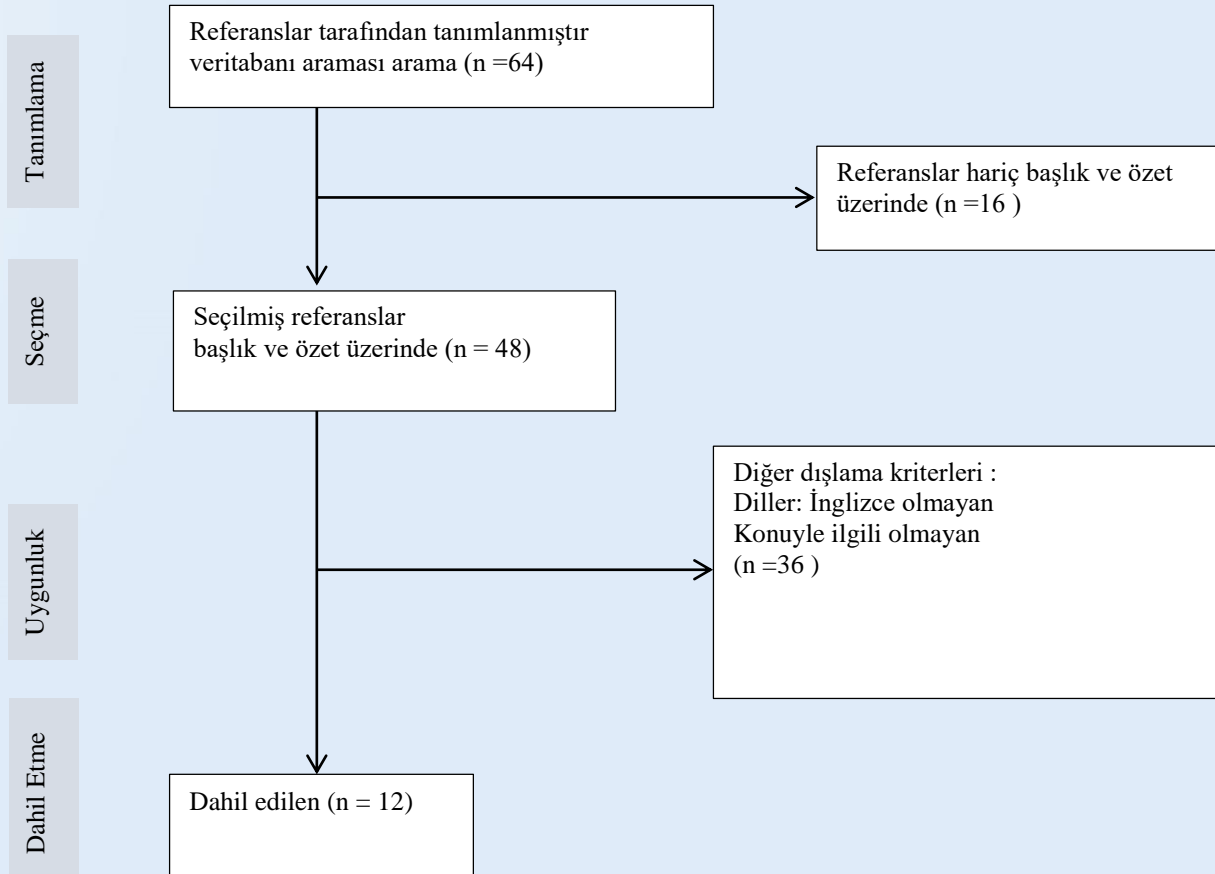 Tanımlama
Referanslar tarafından tanımlanmıştır
veritabanı araması arama (n =64)
Referanslar hariç başlık ve özet
üzerinde (n =16 )
Seçme
Seçilmiş referanslar
başlık ve özet üzerinde (n = 48)
Uygunluk
Diğer dışlama kriterleri :
Diller: İnglizce olmayan
Konuyle ilgili olmayan
(n =36 )
Dahil Etme
Dahil edilen (n = 12)